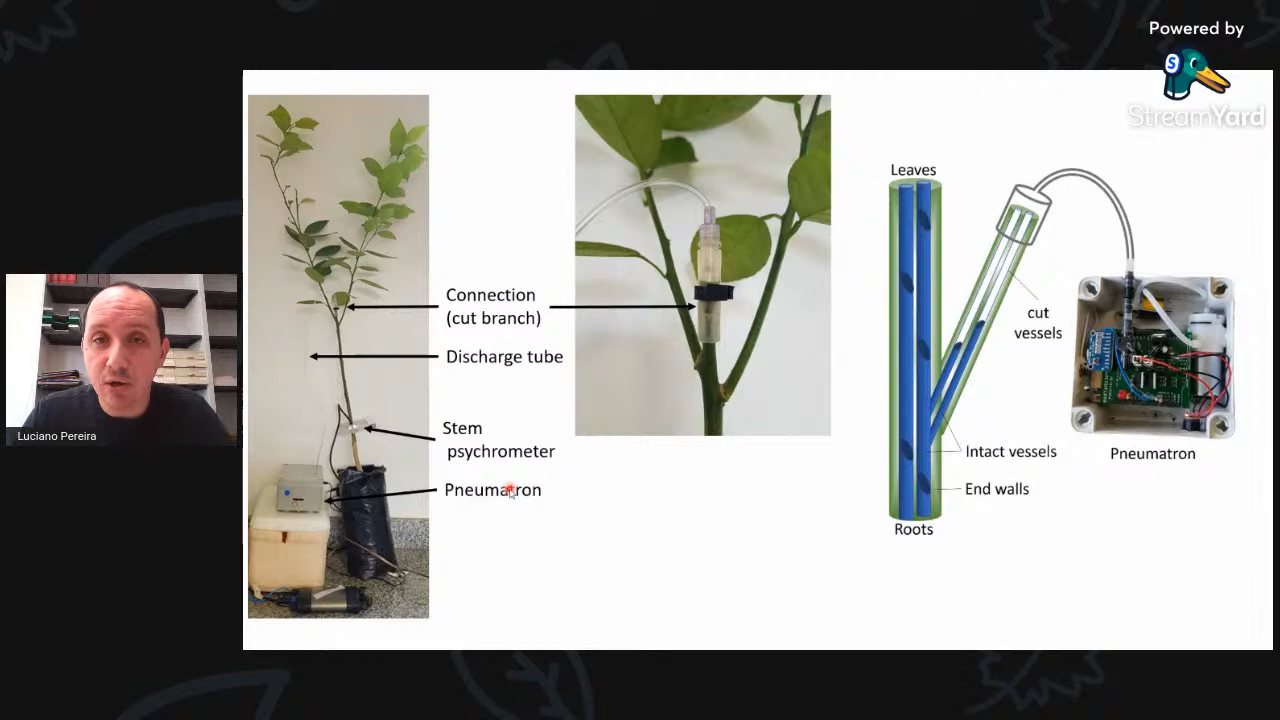 Powered by
StreamYard
Luciano Pereira
Connection
(cut branch)
Discharge tube
Stem
psychrometer
Pneumatron
Leaves
cut
vessels
Intact vessels
End walls
Roots
Pneumatron